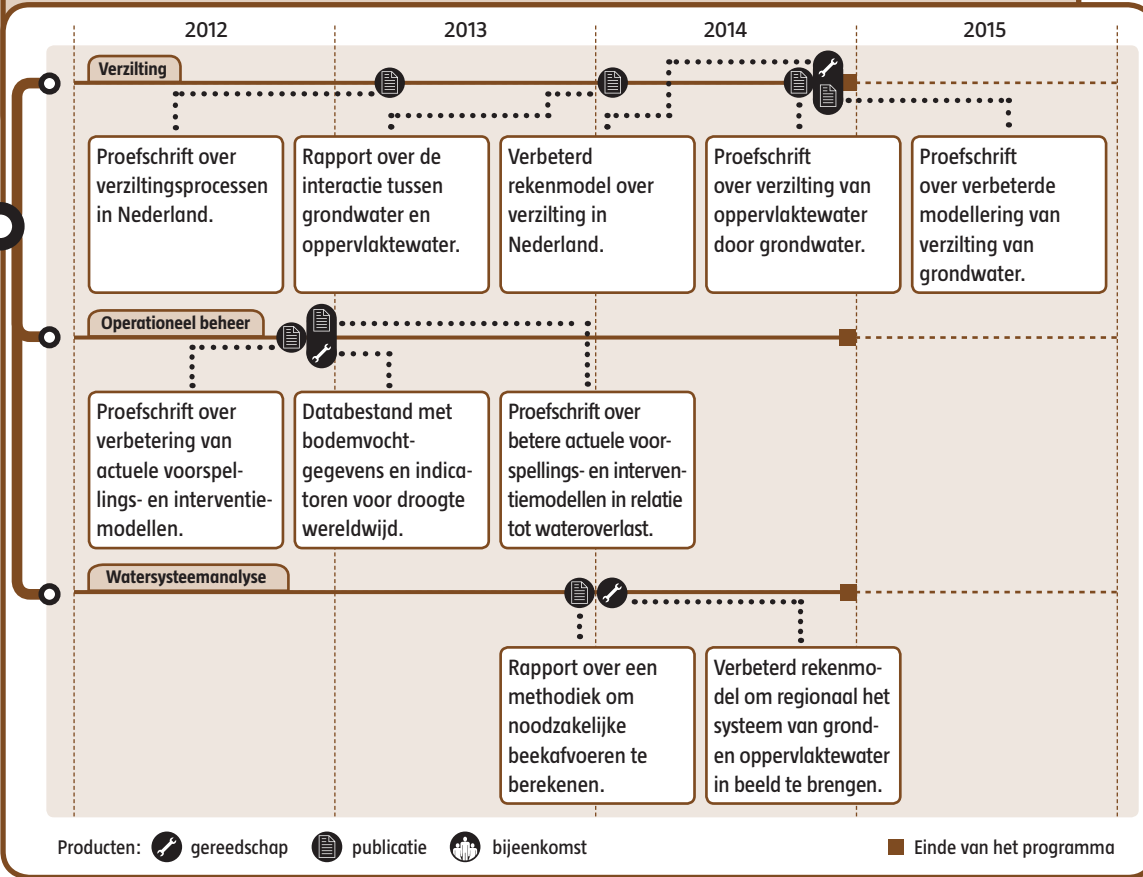 2012
2013
2014
2015
Verzilting
Proefschrift over
verziltingsprocessen
in Nederland.
Rapport over de
interactie tussen
grondwater en
oppervlaktewater.
Verbeterd
rekenmodel over
verzilting in
Nederland.
Proefschrift
over verzilting van
oppervlaktewater
door grondwater.
Proefschrift
over verbeterde
modellering van
verzilting van
grondwater.
Operationeel beheer
Proefschrift over
verbetering van
actuele voorspel-
lings- en interventie-
modellen.
Databestand met
bodemvocht-
gegevens en indica-
toren voor droogte
wereldwijd.
Proefschrift over
betere actuele voor-
spellings- en interven-
tiemodellen in relatie
tot wateroverlast.
Watersysteemanalyse
Rapport over een
methodiek om
noodzakelijke
beekafvoeren te
berekenen.
Verbeterd rekenmo-
del om regionaal het
systeem van grond-
en oppervlaktewater
in beeld te brengen.
Producten: gereedschap publicatie bijeenkomst Einde van het programma